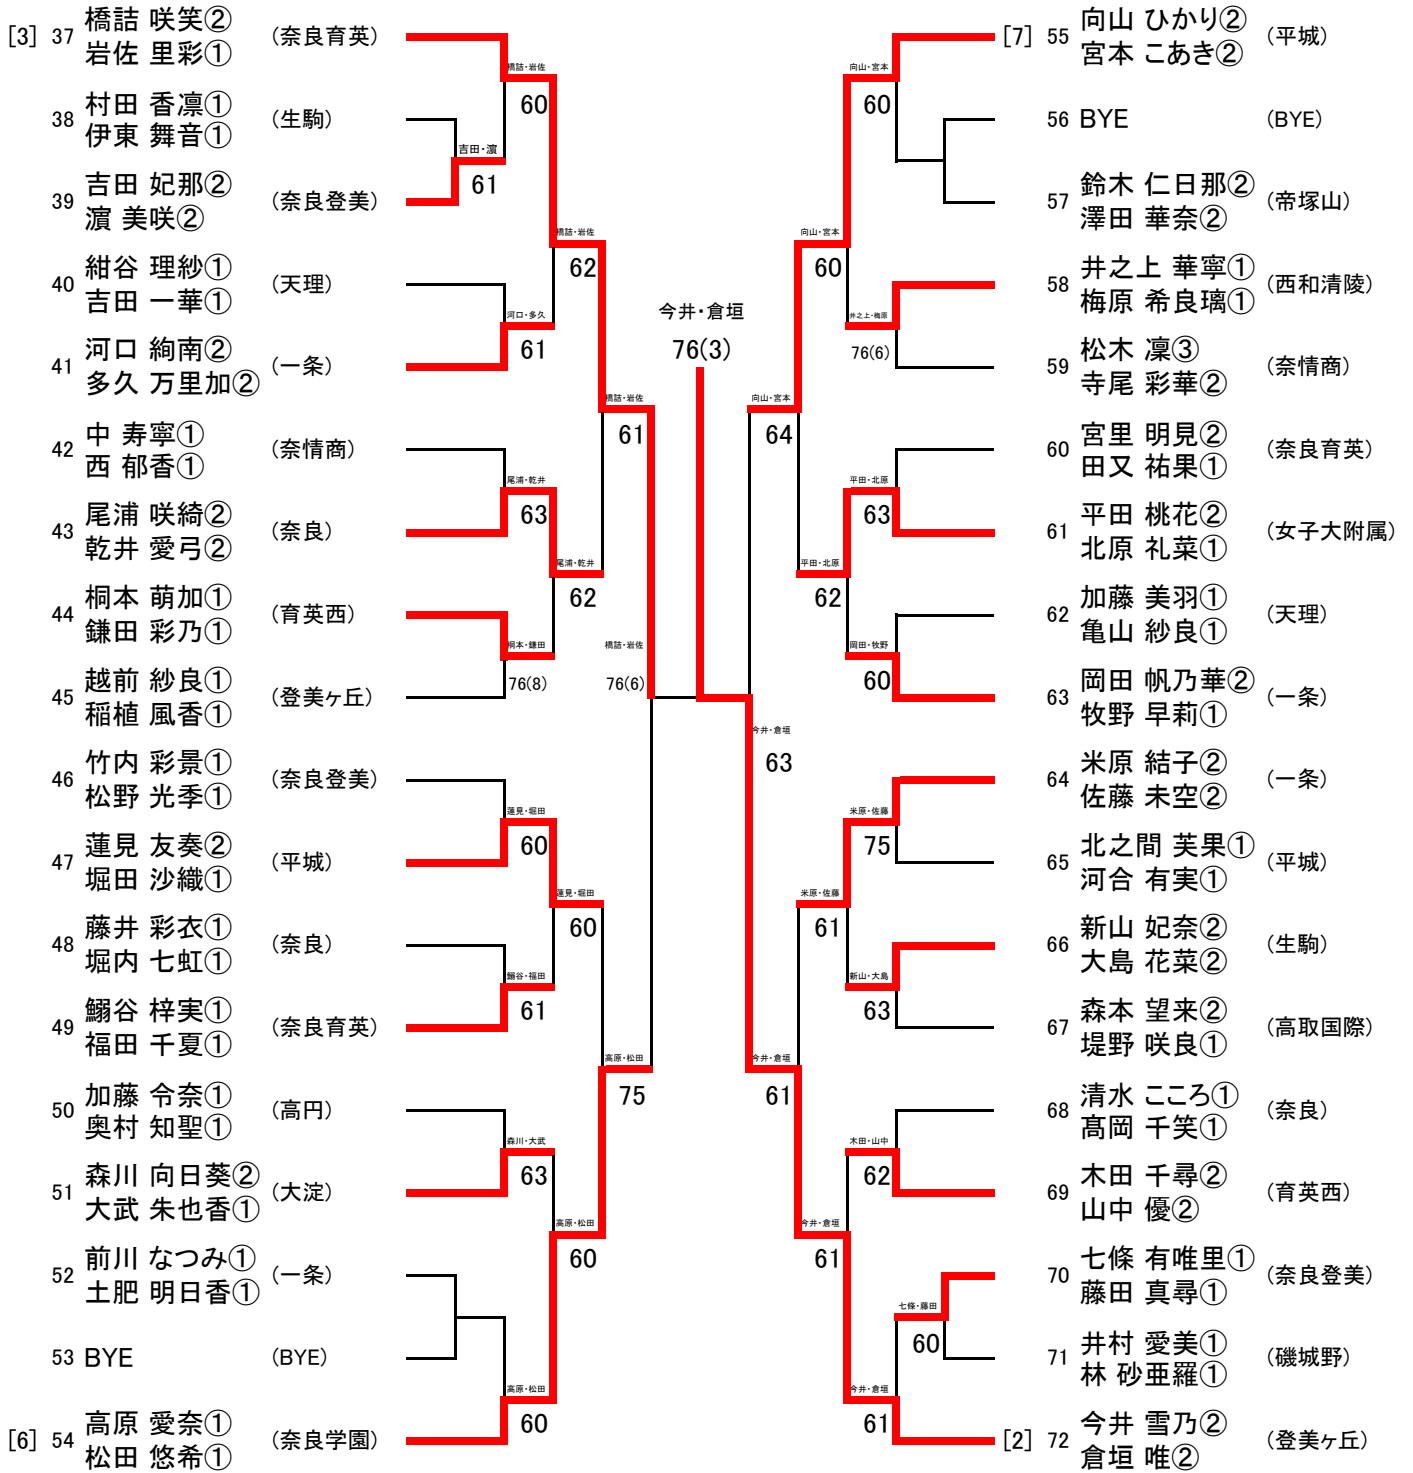 [3] 37 橋詰 咲笑② (奈良育英)
岩佐 里彩①
38 村田 香凛① (生駒)
伊東 舞音①
39 吉田 妃那② (奈良登美)
濵 美咲②
40 紺谷 理紗① (天理)
吉田 一華①
41 河口 絢南② (一条)
多久 万里加②
42 中 寿寧① (奈情商)
西 郁香①
43 尾浦 咲綺② (奈良)
乾井 愛弓②
44 桐本 萌加① (育英西)
鎌田 彩乃①
45 越前 紗良① (登美ヶ丘)
稲植 風香①
46 竹内 彩景① (奈良登美)
松野 光季①
47 蓮見 友奏② (平城)
堀田 沙織①
48 藤井 彩衣① (奈良)
堀内 七虹①
49 鰯谷 梓実① (奈良育英)
福田 千夏①
50 加藤 令奈① (高円)
奥村 知聖①
51 森川 向日葵② (大淀)
大武 朱也香①
52 前川 なつみ① (一条)
土肥 明日香①
53 BYE (BYE)
[6] 54 高原 愛奈① (奈良学園)
松田 悠希①
橋詰・岩佐
60
吉田・濵
61
橋詰・岩佐
62
河口・多久
61
橋詰・岩佐
61
尾浦・乾井
63
尾浦・乾井
62
桐本・鎌田
76(8)
橋詰・岩佐
76(6)
蓮見・堀田
60
蓮見・堀田
60
鰯谷・福田
61
高原・松田
75
森川・大武
63
高原・松田
60
高原・松田
60
今井・倉垣
76(3)
向山・宮本
60
向山・宮本
60
井之上・梅原
76(6)
向山・宮本
64
平田・北原
63
平田・北原
62
岡田・牧野
60
今井・倉垣
63
米原・佐藤
75
米原・佐藤
61
新山・大島
63
今井・倉垣
61
木田・山中
62
今井・倉垣
61
七條・藤田
60
今井・倉垣
61
[7] 55 向山 ひかり② (平城)
宮本 こあき②
56 BYE (BYE)
57 鈴木 仁日那② (帝塚山)
澤田 華奈②
58 井之上 華寧① (西和清陵)
梅原 希良璃①
59 松木 凜③ (奈情商)
寺尾 彩華②
60 宮里 明見② (奈良育英)
田又 祐果①
61 平田 桃花② (女子大附属)
北原 礼菜①
62 加藤 美羽① (天理)
亀山 紗良①
63 岡田 帆乃華② (一条)
牧野 早莉①
64 米原 結子② (一条)
佐藤 未空②
65 北之間 芙果① (平城)
河合 有実①
66 新山 妃奈② (生駒)
大島 花菜②
67 森本 望来② (高取国際)
堤野 咲良①
68 清水 こころ① (奈良)
髙岡 千笑①
69 木田 千尋② (育英西)
山中 優②
70 七條 有唯里① (奈良登美)
藤田 真尋①
71 井村 愛美① (磯城野)
林 砂亜羅①
[2] 72 今井 雪乃② (登美ヶ丘)
倉垣 唯②